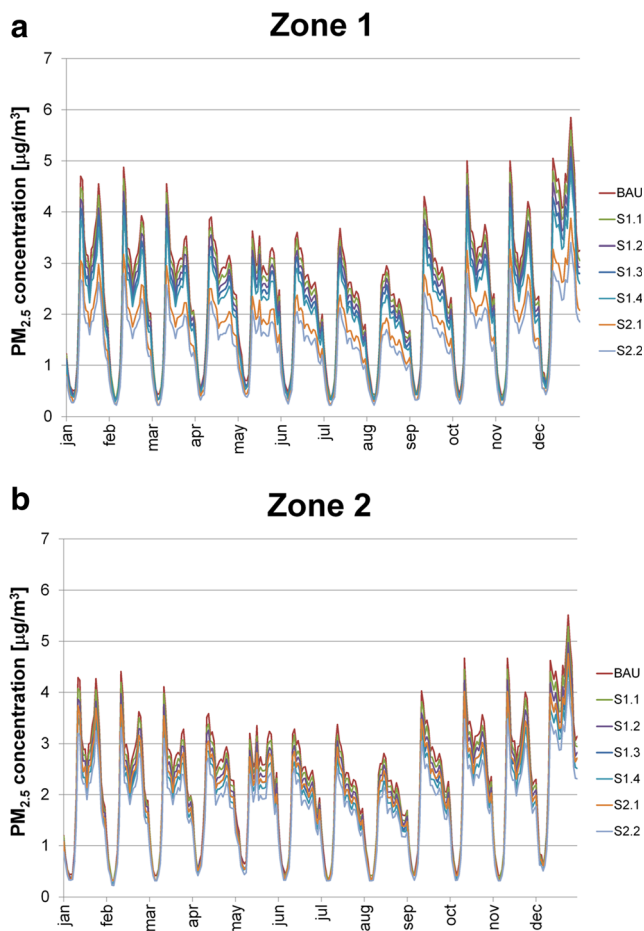 a
Zone 1
PM2.5 concentration [µg/m³]
7
6
5
4
3
2
1
0
jan
feb
mar
apr
may
jun
jul
aug
sep
oct
nov
dec
BAU
S1.1
S1.2
S1.3
S1.4
S2.1
S2.2
b
Zone 2
PM2.5 concentration [µg/m³]
7
6
5
4
3
2
1
0
jan
feb
mar
apr
may
jun
jul
aug
sep
oct
nov
dec
BAU
S1.1
S1.2
S1.3
S1.4
S2.1
S2.2